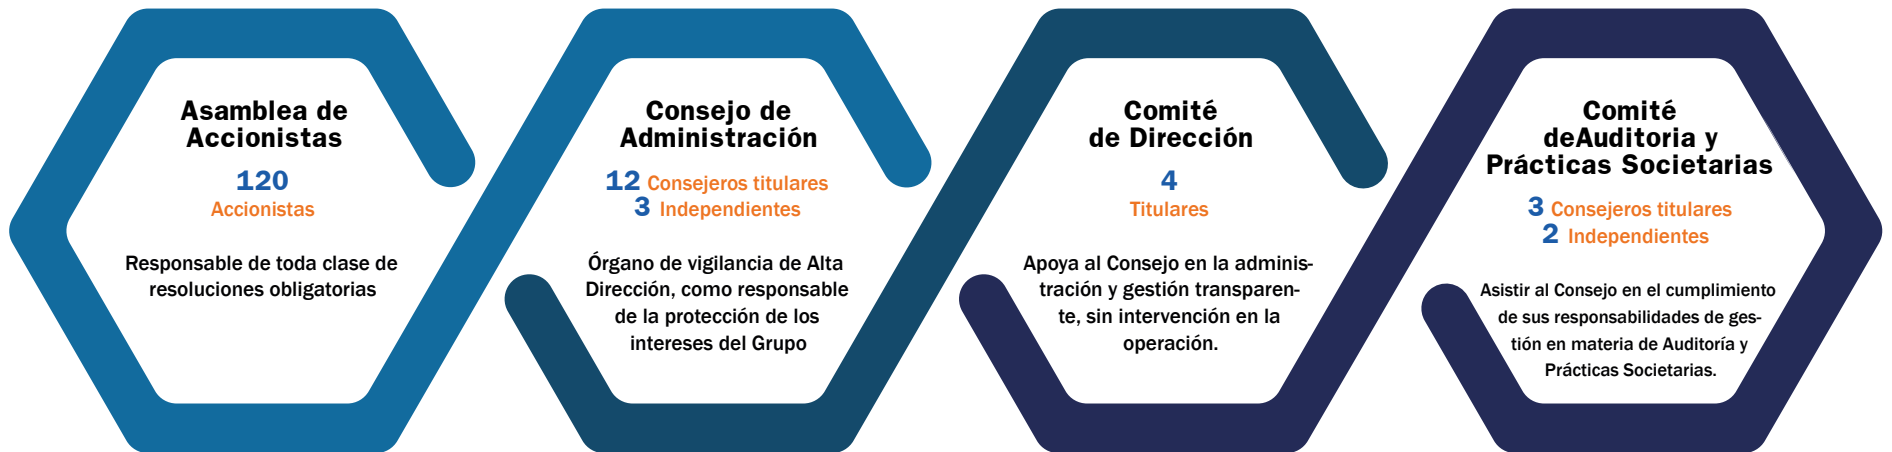 Asamblea de
Accionistas
120
Accionistas
Responsable de toda clase de
resoluciones obligatorias
Consejo de
Administración
12 Consejeros titulares
3 Independientes
Órgano de vigilancia de Alta
Dirección, como responsable
de la protección de los
intereses del Grupo
Comité
de Dirección
4
Titulares
Apoya al Consejo en la adminis-
tración y gestión transparen-
te, sin intervención en la
operación.
Comité
deAuditoria y
Prácticas Societarias
3 Consejeros titulares
2 Independientes
Asistir al Consejo en el cumplimiento
de sus responsabilidades de ges-
tión en materia de Auditoría y
Prácticas Societarias.